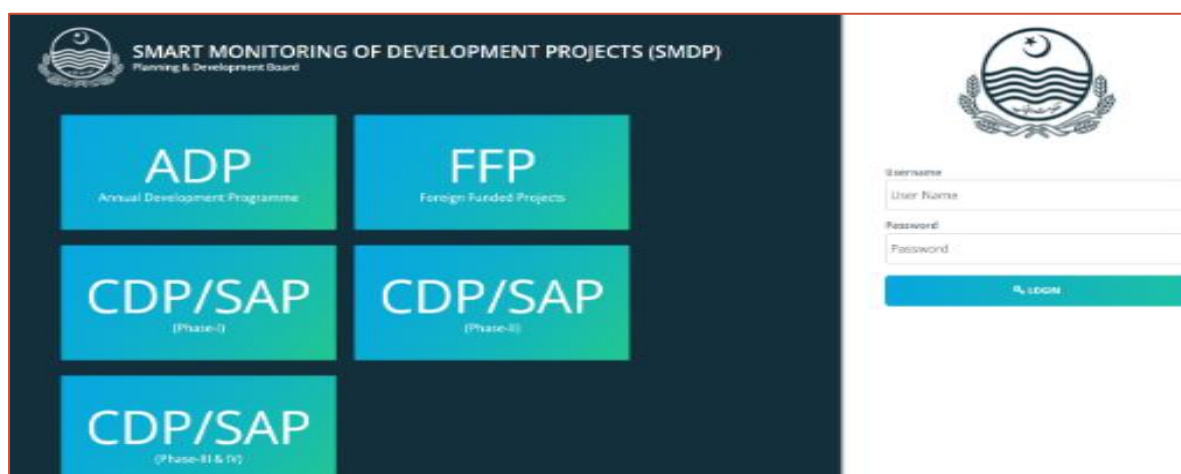 SMART MONITORING OF DEVELOPMENT PROJECTS (SMDP)
Planning & Development Board
ADP
Annual Development Programme
FFP
Foreign Funded Projects
CDP/SAP
(Phase-I)
CDP/SAP
(Phase-II)
CDP/SAP
(Phase-III & IV)
Username
User Name
Password
Password
LOGIN